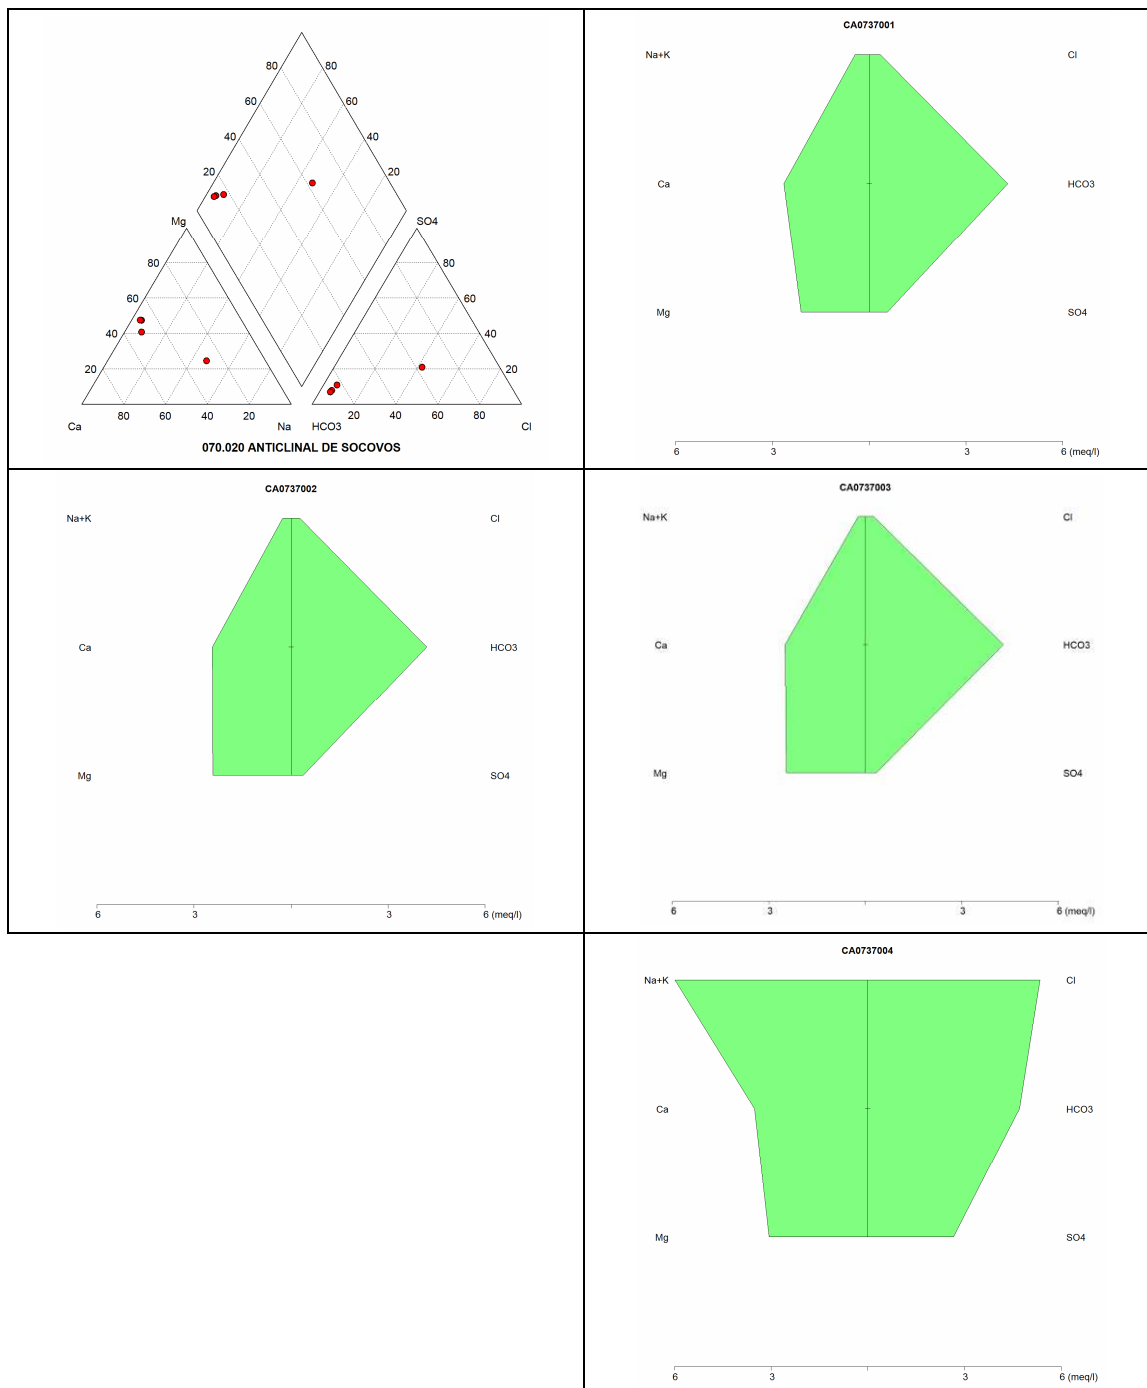 80 80
60 60
40 40
20 20
Mg SO4
80 80
60 60
40 40
20 20
80 60 40 20 20 40 60 80
Ca Na HCO3 Cl
070.020 ANTICLINAL DE SOCOVOS
CA0737001
Na+K Cl
Ca HCO3
Mg SO4
6 3 3 6 (meq/l)
CA0737002
Na+K Cl
Ca HCO3
Mg SO4
6 3 3 6 (meq/l)
CA0737003
Na+K Cl
Ca HCO3
Mg SO4
6 3 3 6 (meq/l)
CA0737004
Na+K Cl
Ca HCO3
Mg SO4
6 3 3 6 (meq/l)